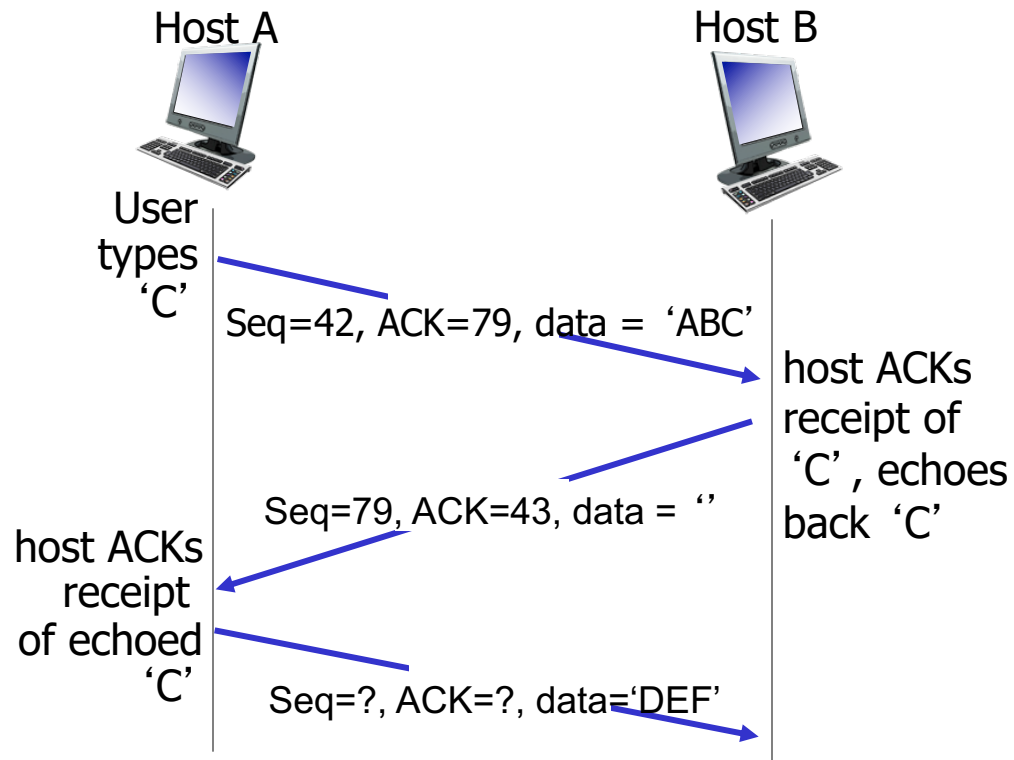 Host A
Host B
User
types
‘C’
Seq=42, ACK=79, data = ‘ABC’
host ACKs
receipt of
‘C’, echoes
back ‘C’
Seq=79, ACK=43, data = ‘’
host ACKs
receipt
of echoed
‘C’
Seq=?, ACK=?, data=‘DEF’